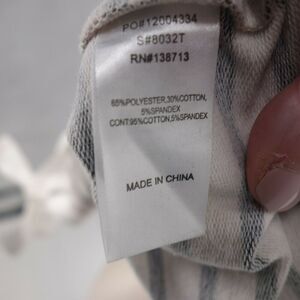 PO#12004334
S#8032T
RN#138713
65%POLYESTER,30%COTTON,
5%SPANDEX
CONT:95%COTTON,5%SPANDEX
MADE IN CHINA